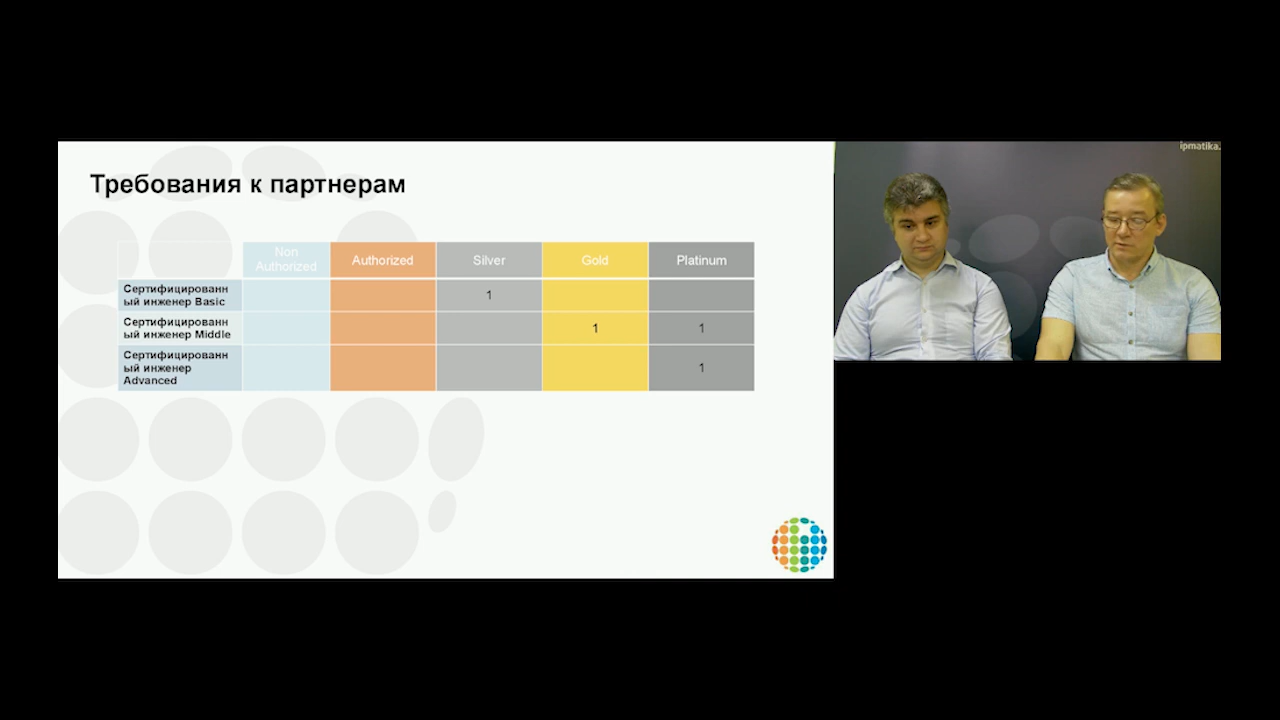 Требования к партнерам
Non
Authorized
Authorized
Silver
Gold
Platinum
Сертифицированн
ый инженер Basic
1
Сертифицированн
ый инженер Middle
1
1
Сертифицированн
ый инженер
Advanced
1
ipmatika.